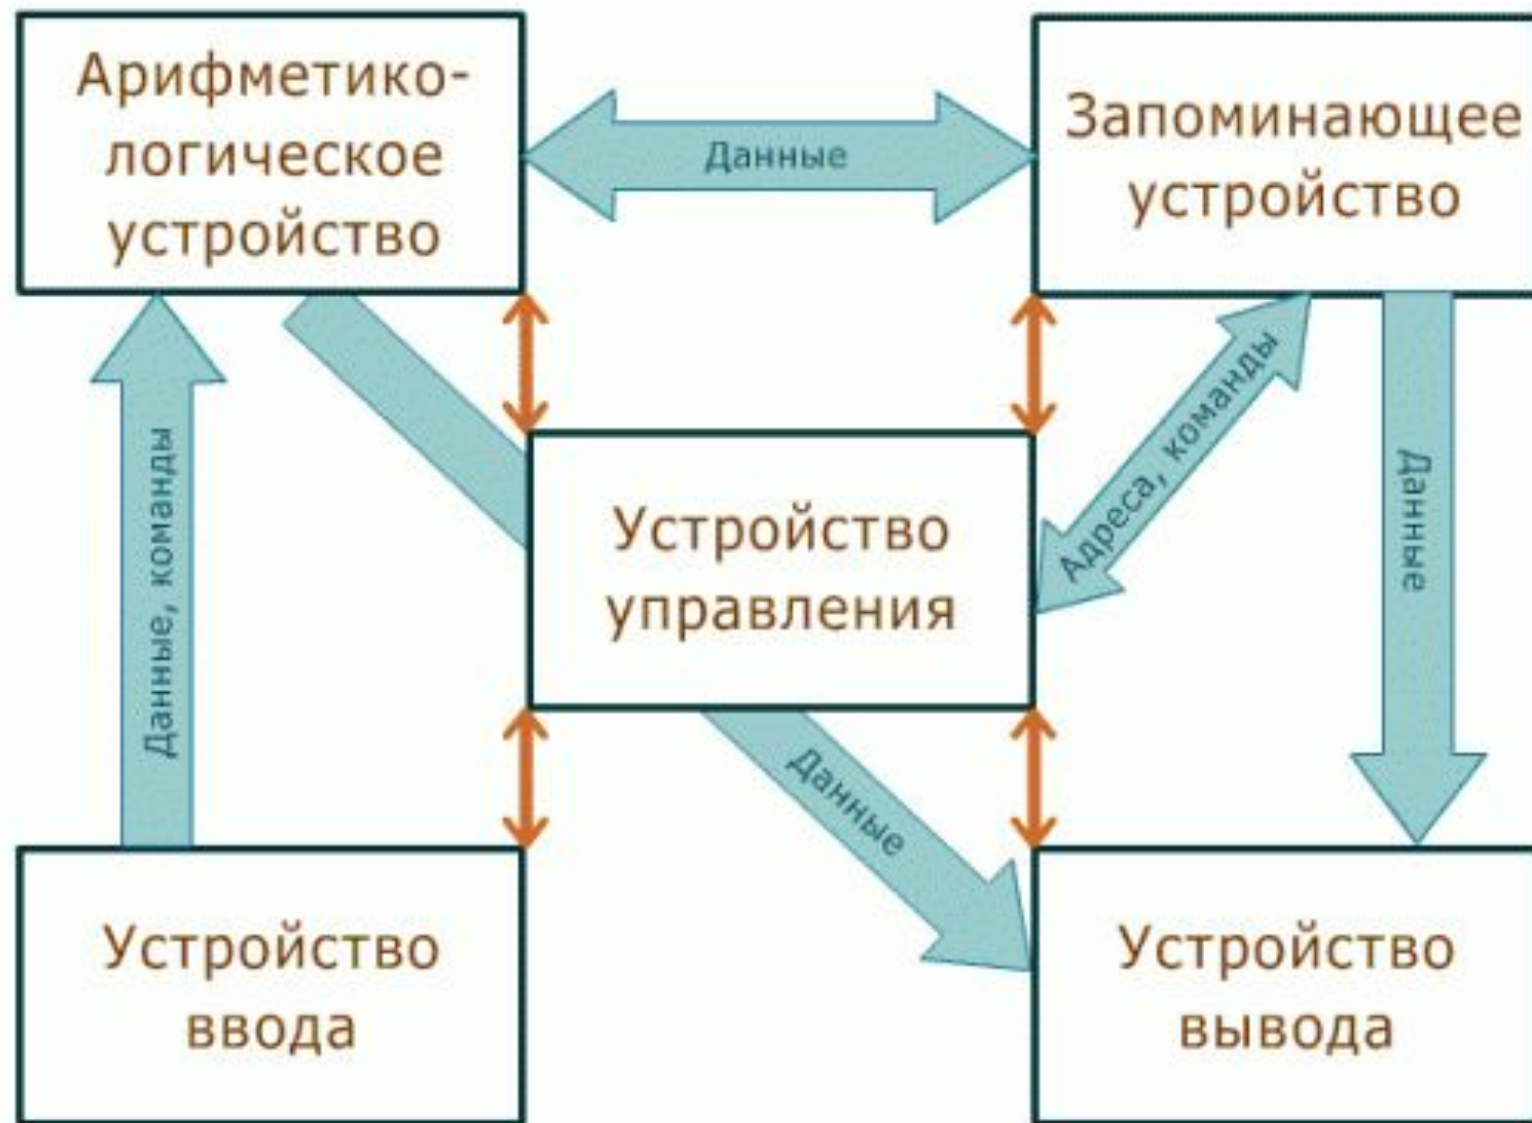 Арифметико-
логическое
устройство
Данные
Запоминающее
устройство
Данные, команды
Адреса, команды
Данные
Устройство
управления
Данные
Устройство
ввода
Устройство
вывода